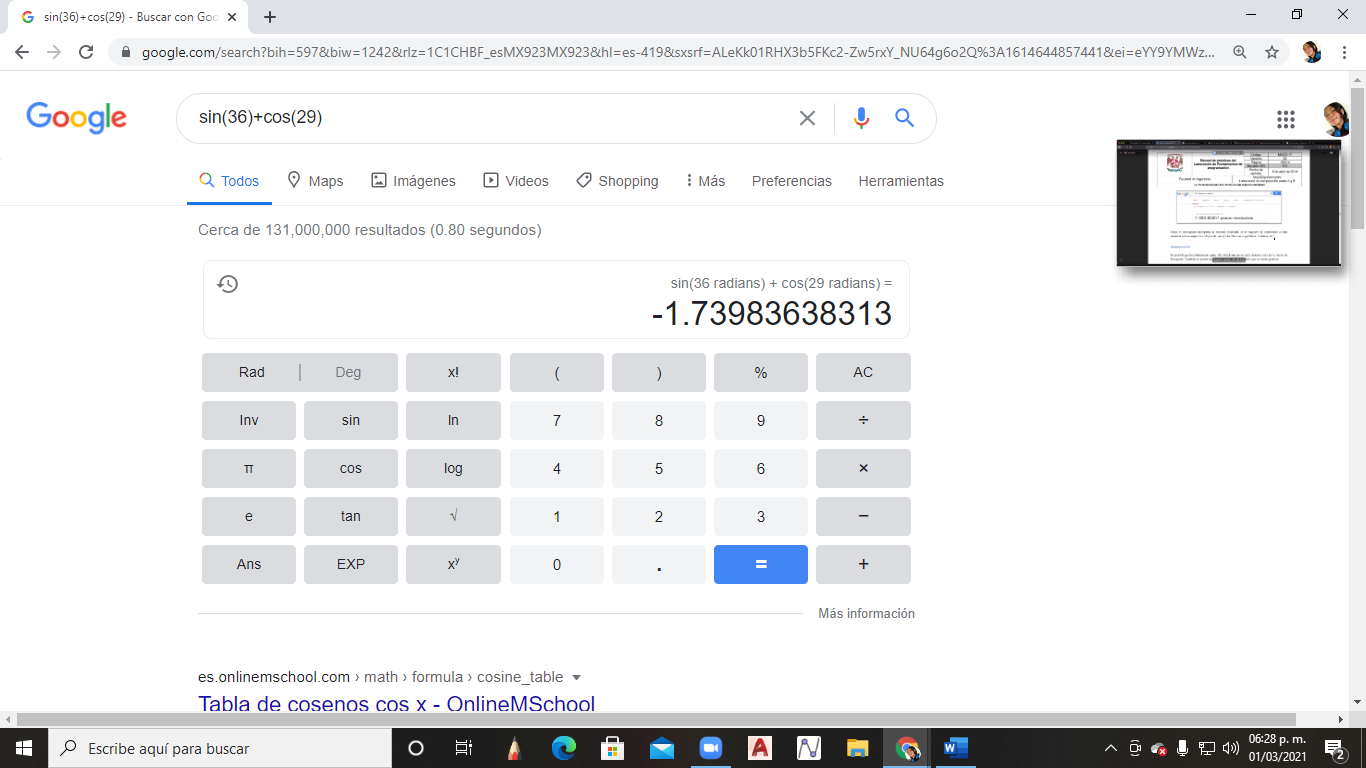 sin(36)+cos(29) - Buscar con Goo
google.com/search?bih=597&biw=1242&rlz=1C1CHBF_esMX923MX923&hl=es-419&sxsrf=ALeKk01RHX3b5FKc2-Zw5rxY_NU64g6o2Q%3A1614644857441&ei=eYY9YMWz...
Google
sin(36)+cos(29)
Todos Maps Imágenes Videos Shopping Más Preferencias Herramientas
Cerca de 131,000,000 resultados (0.80 segundos)
sin(36 radians) + cos(29 radians) =
-1.73983638313
Rad | Deg x! ( ) % AC
Inv sin ln 7 8 9 ÷
π cos log 4 5 6 ×
e tan √ 1 2 3 −
Ans EXP xʸ 0 . = +
Más información
es.onlinemschool.com › math › formula › cosine_table
Tabla de cosenos cos x - OnlineMSchool
Escribe aquí para buscar
06:28 p. m.
01/03/2021
2